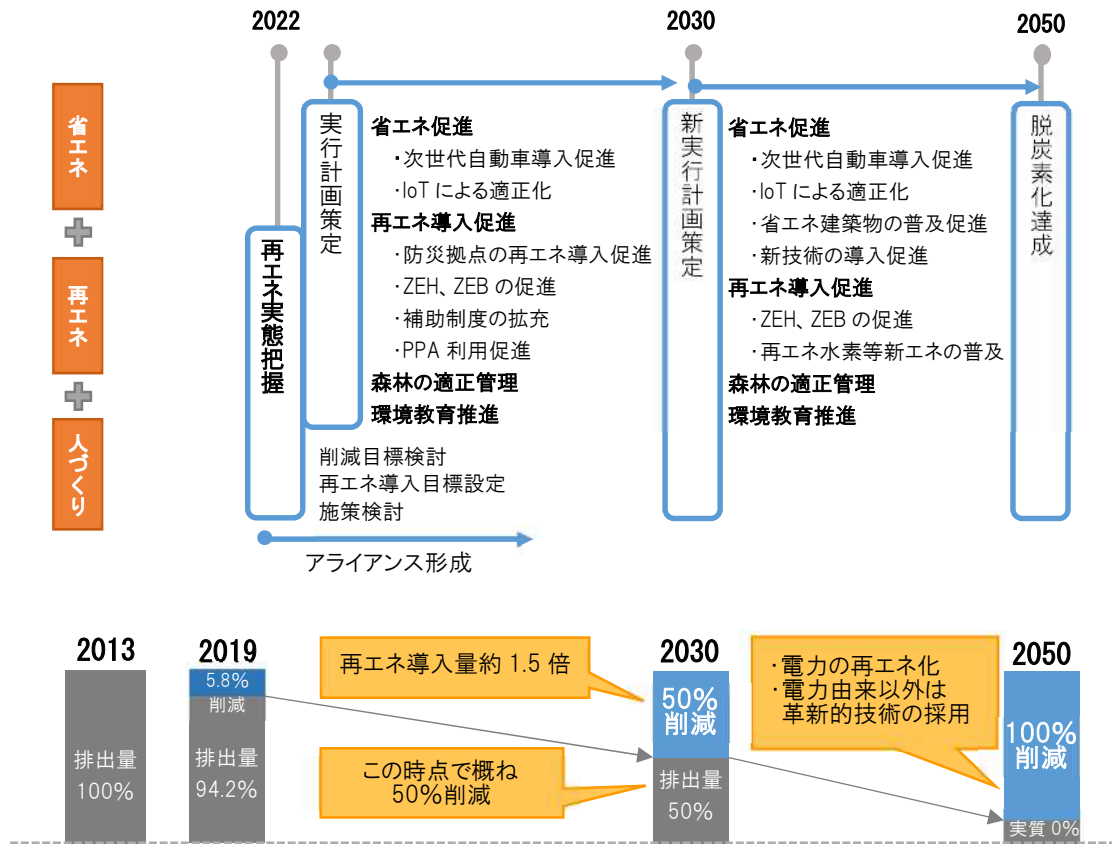 2022
2030
2050
省エネ
再エネ
人づくり
再エネ実態把握
実行計画策定
省エネ促進
・次世代自動車導入促進
・IoT による適正化
再エネ導入促進
・防災拠点の再エネ導入促進
・ZEH、ZEB の促進
・補助制度の拡充
・PPA 利用促進
森林の適正管理
環境教育推進
削減目標検討
再エネ導入目標設定
施策検討
アライアンス形成
新実行計画策定
省エネ促進
・次世代自動車導入促進
・IoT による適正化
・省エネ建築物の普及促進
・新技術の導入促進
再エネ導入促進
・ZEH、ZEB の促進
・再エネ水素等新エネの普及
森林の適正管理
環境教育推進
脱炭素化達成
2013
排出量
100%
2019
5.8%
削減
排出量
94.2%
再エネ導入量約 1.5 倍
この時点で概ね
50%削減
2030
50%
削減
排出量
50%
・電力の再エネ化
・電力由来以外は
革新的技術の採用
2050
100%
削減
実質 0%